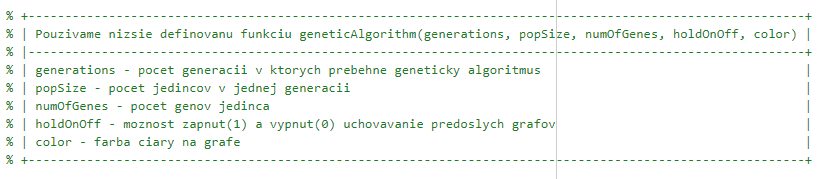 % +---------------------------------------------------------------------------------------------------------+
% | Pouzivame nizsie definovanu funkciu geneticAlgorithm(generations, popSize, numOfGenes, holdOnOff, color) |
% |---------------------------------------------------------------------------------------------------------+
% | generations - pocet generacii v ktorych prebehne geneticky algoritmus |
% | popSize - pocet jedincov v jednej generacii |
% | numOfGenes - pocet genov jedinca |
% | holdOnOff - moznost zapnut(1) a vypnut(0) uchovavanie predoslych grafov |
% | color - farba ciary na grafe |
% +---------------------------------------------------------------------------------------------------------+